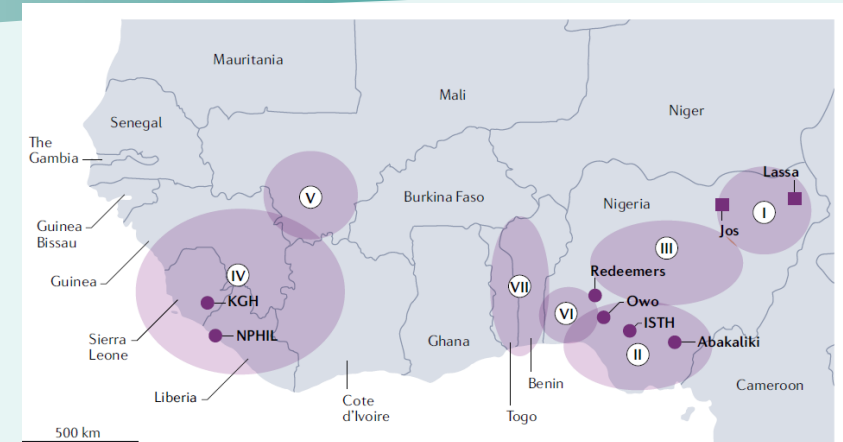 Mauritania
Mali
Niger
Senegal
The
Gambia
Lassa
V
Burkina Faso
Nigeria
I
Jos
Guinea
Bissau
III
IV
VII
Redeemers
Guinea
KGH
Owo
VI
ISTH
NPHIL
Abakaliki
Sierra
Leone
Ghana
II
Benin
Cameroon
Liberia
Cote
d'Ivoire
Togo
500 km